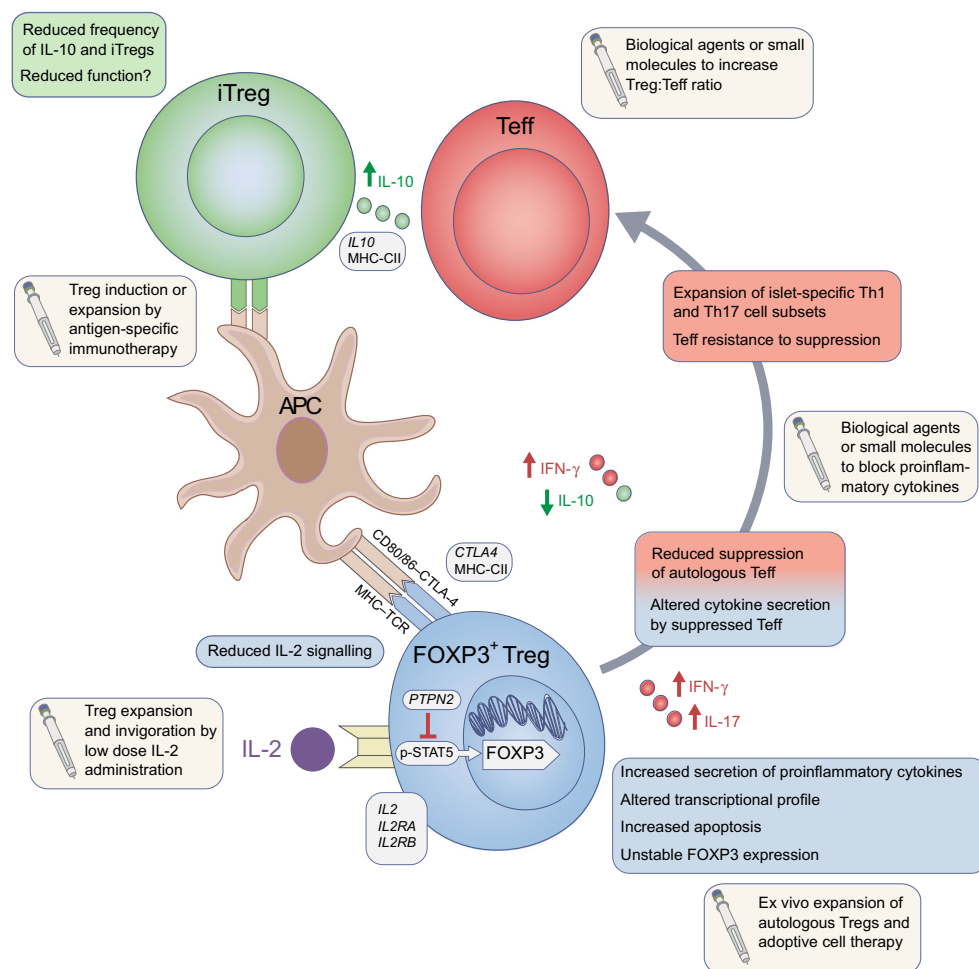 Reduced frequency
of IL-10 and iTregs
Reduced function?
iTreg
Biological agents or small
molecules to increase
Treg:Teff ratio
Teff
IL-10
IL10
MHC-CII
Treg induction or
expansion by
antigen-specific
immunotherapy
Expansion of islet-specific Th1
and Th17 cell subsets
Teff resistance to suppression
APC
Biological agents
or small molecules
to block proinflam-
matory cytokines
IFN-γ
IL-10
CD80/86–CTLA-4
MHC–TCR
CTLA4
MHC-CII
Reduced suppression
of autologous Teff
Altered cytokine secretion
by suppressed Teff
Reduced IL-2 signalling
FOXP3⁺ Treg
IFN-γ
IL-17
Treg expansion
and invigoration by
low dose IL-2
administration
IL-2
PTPN2
p-STAT5
FOXP3
IL2
IL2RA
IL2RB
Increased secretion of proinflammatory cytokines
Altered transcriptional profile
Increased apoptosis
Unstable FOXP3 expression
Ex vivo expansion of
autologous Tregs and
adoptive cell therapy